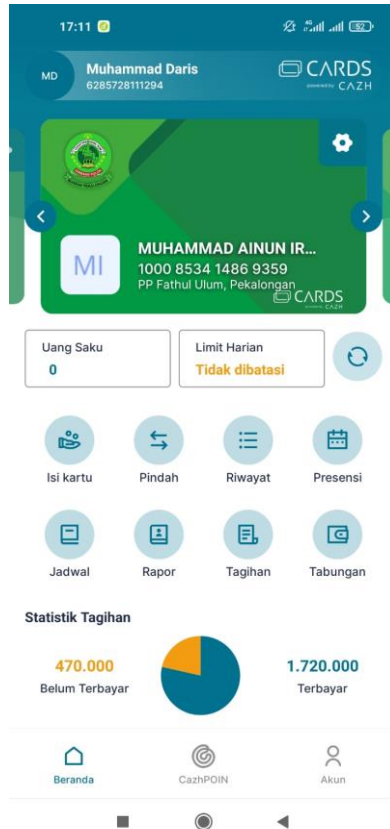 17:11
4G
52
MD
Muhammad Daris
6285728111294
CARDS
powered by CAZH
MUHAMMAD AINUN IR...
1000 8534 1486 9359
PP Fathul Ulum, Pekalongan
CARDS
MI
Uang Saku
0
Limit Harian
Tidak dibatasi
Isi kartu
Pindah
Riwayat
Presensi
Jadwal
Rapor
Tagihan
Tabungan
Statistik Tagihan
470.000
Belum Terbayar
1.720.000
Terbayar
Beranda
CazhPOIN
Akun